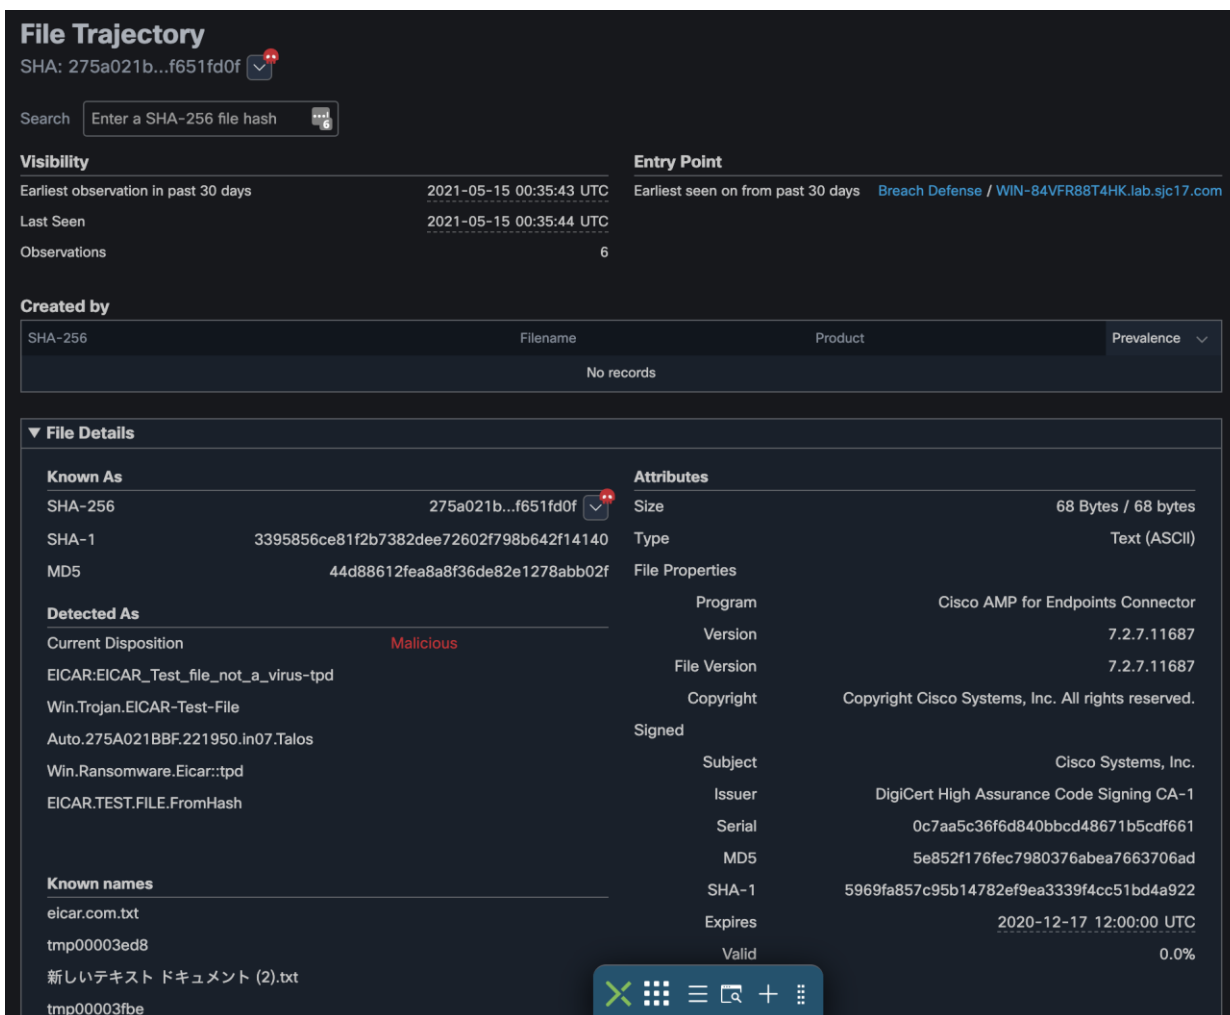 File Trajectory
SHA: 275a021b...f651fd0f
Search Enter a SHA-256 file hash 6
Visibility
Earliest observation in past 30 days 2021-05-15 00:35:43 UTC
Last Seen 2021-05-15 00:35:44 UTC
Observations 6
Entry Point
Earliest seen on from past 30 days Breach Defense / WIN-84VFR88T4HK.lab.sjc17.com
Created by
SHA-256 Filename Product Prevalence
No records
File Details
Known As
SHA-256 275a021b...f651fd0f
SHA-1 3395856ce81f2b7382dee72602f798b642f14140
MD5 44d88612fea8a8f36de82e1278abb02f
Detected As
Current Disposition Malicious
EICAR:EICAR_Test_file_not_a_virus-tpd
Win.Trojan.EICAR-Test-File
Auto.275A021BBF.221950.in07.Talos
Win.Ransomware.Eicar::tpd
EICAR.TEST.FILE.FromHash
Known names
eicar.com.txt
tmp00003ed8
新しいテキスト ドキュメント (2).txt
tmp00003fbe
Attributes
Size 68 Bytes / 68 bytes
Type Text (ASCII)
File Properties
Program Cisco AMP for Endpoints Connector
Version 7.2.7.11687
File Version 7.2.7.11687
Copyright Copyright Cisco Systems, Inc. All rights reserved.
Signed
Subject Cisco Systems, Inc.
Issuer DigiCert High Assurance Code Signing CA-1
Serial 0c7aa5c36f6d840bbcd48671b5cdf661
MD5 5e852f176fec7980376abea7663706ad
SHA-1 5969fa857c95b14782ef9ea3339f4cc51bd4a922
Expires 2020-12-17 12:00:00 UTC
Valid 0.0%